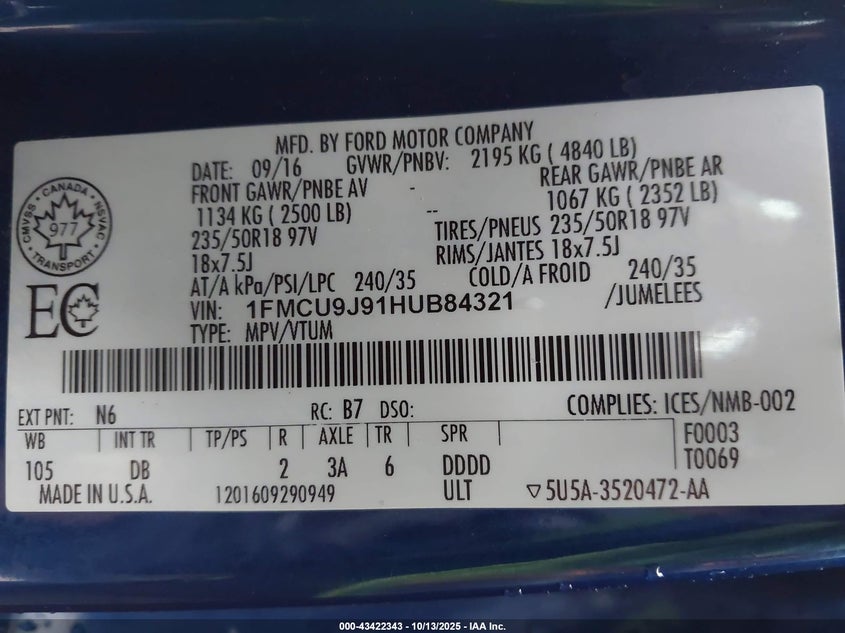 MFD. BY FORD MOTOR COMPANY
DATE: 09/16 GVWR/PNBV: 2195 KG ( 4840 LB)
FRONT GAWR/PNBE AV - REAR GAWR/PNBE AR
1134 KG ( 2500 LB) -- 1067 KG ( 2352 LB)
235/50R18 97V TIRES/PNEUS 235/50R18 97V
18x7.5J RIMS/JANTES 18x7.5J
AT/A kPa/PSI/LPC 240/35 COLD/A FROID 240/35
VIN: 1FMCU9J91HUB84321 /JUMELEES
TYPE: MPV/VTUM
CANADA
CMVSS NSVAC
977
TRANSPORT
EC
EXT PNT: N6 RC: B7 DSO: COMPLIES: ICES/NMB-002
WB INT TR TP/PS R AXLE TR SPR F0003
105 DB 2 3A 6 DDDD T0069
MADE IN U.S.A. 1201609290949 ULT ▽5U5A-3520472-AA
000-43422343 - 10/13/2025 - IAA Inc.